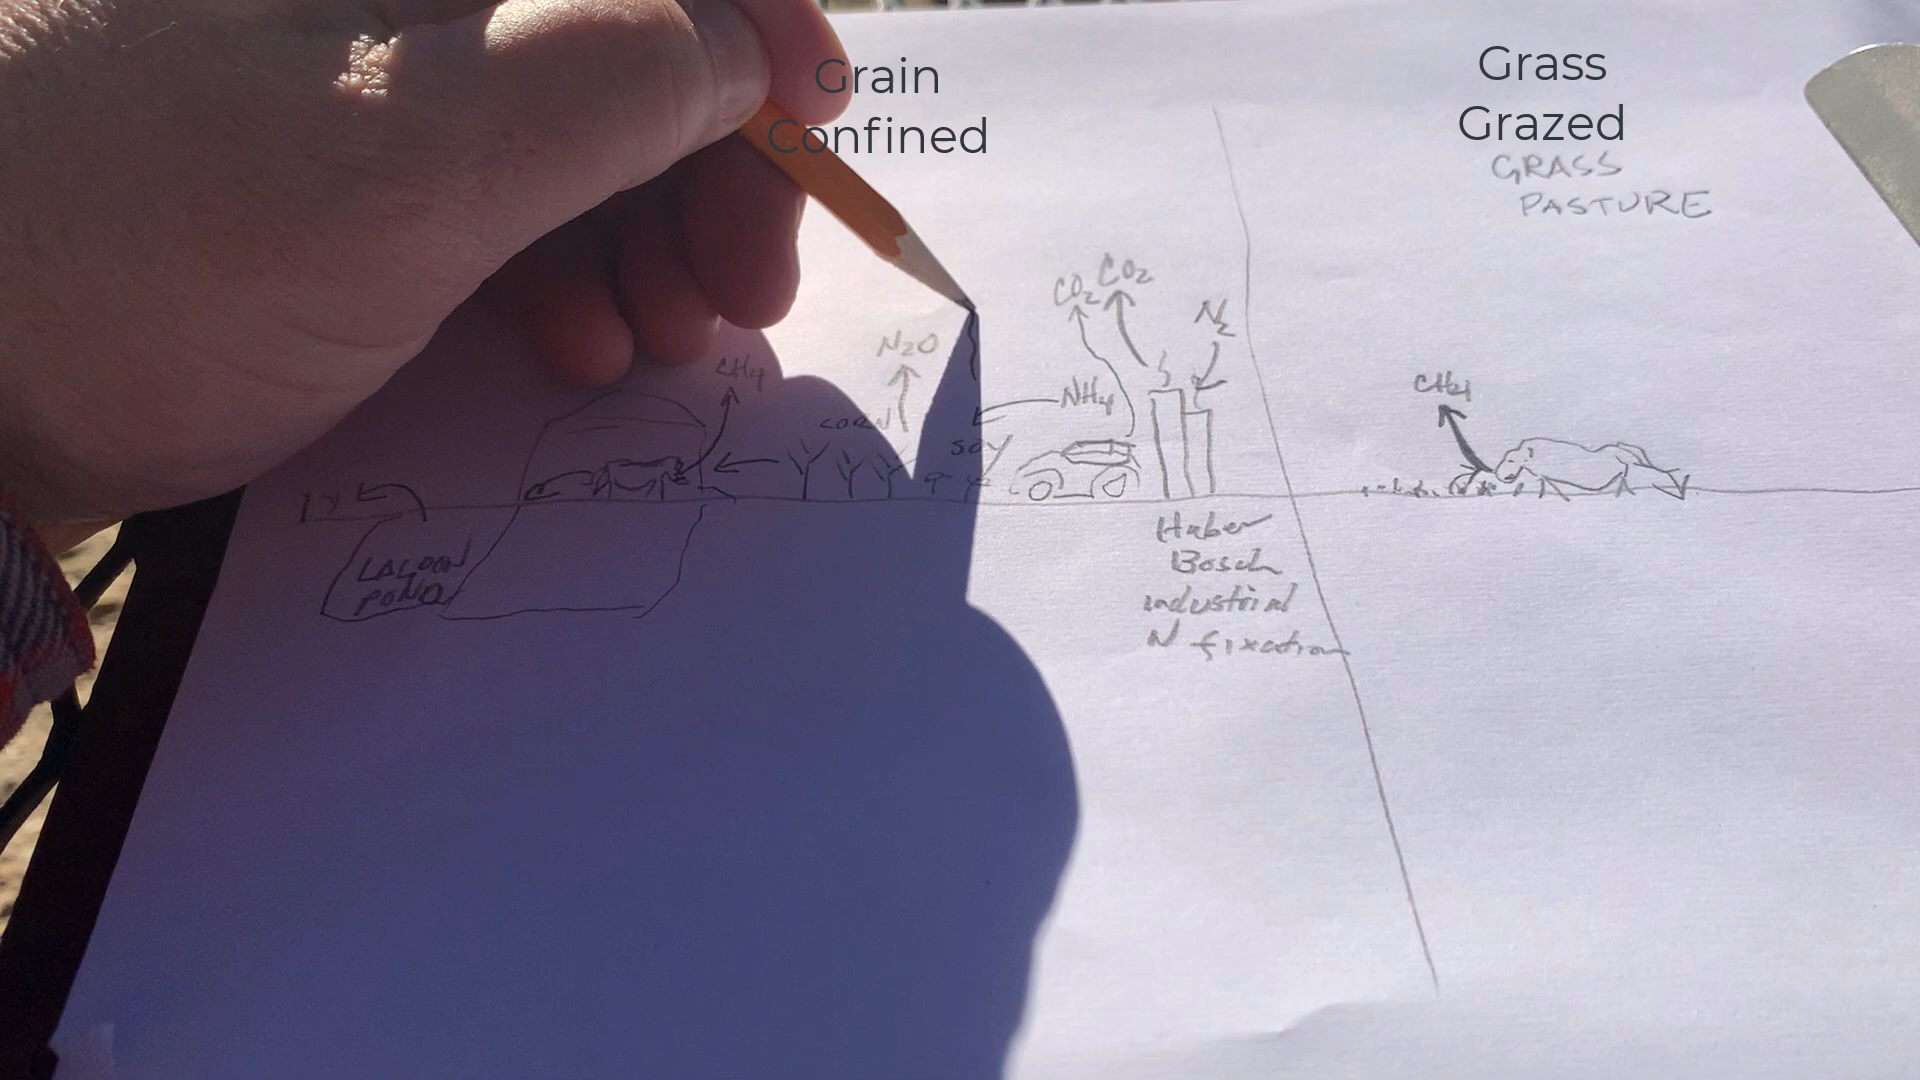 Grain
Confined
Grass
Grazed
GRASS
PASTURE
CO2
CO2
N2
N2O
CH4
CH4
NH4
CORN
SOY
LAGOON
POND
Haber
Bosch
industrial
N fixation